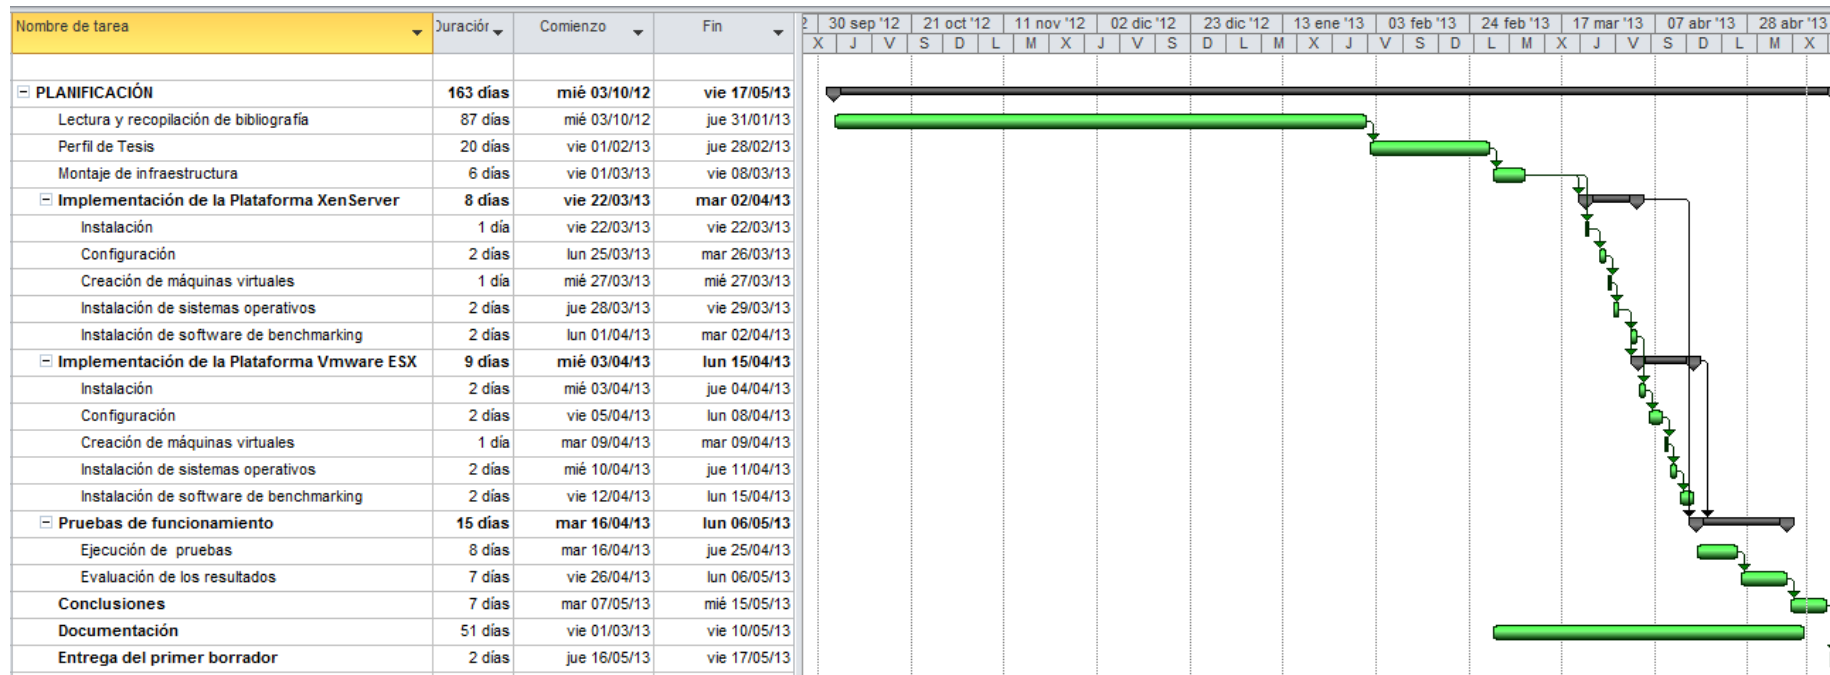 Nombre de tarea Duración Comienzo Fin 30 sep '12 21 oct '12 11 nov '12 02 dic '12 23 dic '12 13 ene '13 03 feb '13 24 feb '13 17 mar '13 07 abr '13 28 abr '13
X J V S D L M X J V S D L M X J V S D L M X J V S D L M X
PLANIFICACIÓN 163 días mié 03/10/12 vie 17/05/13
Lectura y recopilación de bibliografía 87 días mié 03/10/12 jue 31/01/13
Perfil de Tesis 20 días vie 01/02/13 jue 28/02/13
Montaje de infraestructura 6 días vie 01/03/13 vie 08/03/13
Implementación de la Plataforma XenServer 8 días vie 22/03/13 mar 02/04/13
Instalación 1 día vie 22/03/13 vie 22/03/13
Configuración 2 días lun 25/03/13 mar 26/03/13
Creación de máquinas virtuales 1 día mié 27/03/13 mié 27/03/13
Instalación de sistemas operativos 2 días jue 28/03/13 vie 29/03/13
Instalación de software de benchmarking 2 días lun 01/04/13 mar 02/04/13
Implementación de la Plataforma Vmware ESX 9 días mié 03/04/13 lun 15/04/13
Instalación 2 días mié 03/04/13 jue 04/04/13
Configuración 2 días vie 05/04/13 lun 08/04/13
Creación de máquinas virtuales 1 día mar 09/04/13 mar 09/04/13
Instalación de sistemas operativos 2 días mié 10/04/13 jue 11/04/13
Instalación de software de benchmarking 2 días vie 12/04/13 lun 15/04/13
Pruebas de funcionamiento 15 días mar 16/04/13 lun 06/05/13
Ejecución de pruebas 8 días mar 16/04/13 jue 25/04/13
Evaluación de los resultados 7 días vie 26/04/13 lun 06/05/13
Conclusiones 7 días mar 07/05/13 mié 15/05/13
Documentación 51 días vie 01/03/13 vie 10/05/13
Entrega del primer borrador 2 días jue 16/05/13 vie 17/05/13